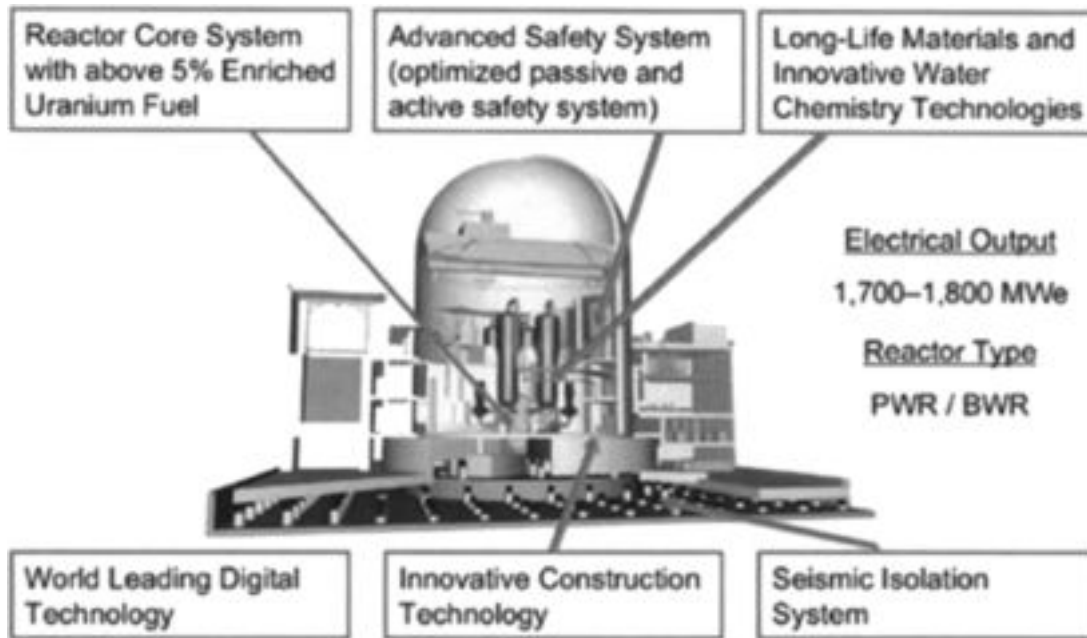 Reactor Core System
with above 5% Enriched
Uranium Fuel
Advanced Safety System
(optimized passive and
active safety system)
Long-Life Materials and
Innovative Water
Chemistry Technologies
Electrical Output
1,700–1,800 MWe
Reactor Type
PWR / BWR
World Leading Digital
Technology
Innovative Construction
Technology
Seismic Isolation
System